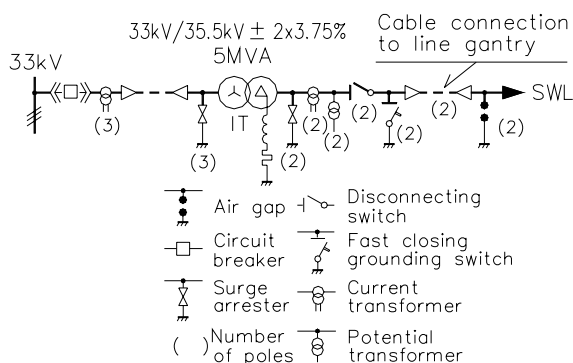 33kV/35.5kV ± 2x3.75%
5MVA
Cable connection
to line gantry
33kV
SWL
(3)
IT
(3)
(2)
(2)
(2)
(2)
(2)
(2)
(2)
Air gap
Disconnecting
switch
Circuit
breaker
Fast closing
grounding switch
Surge
arrester
Current
transformer
( ) Number
of poles
Potential
transformer